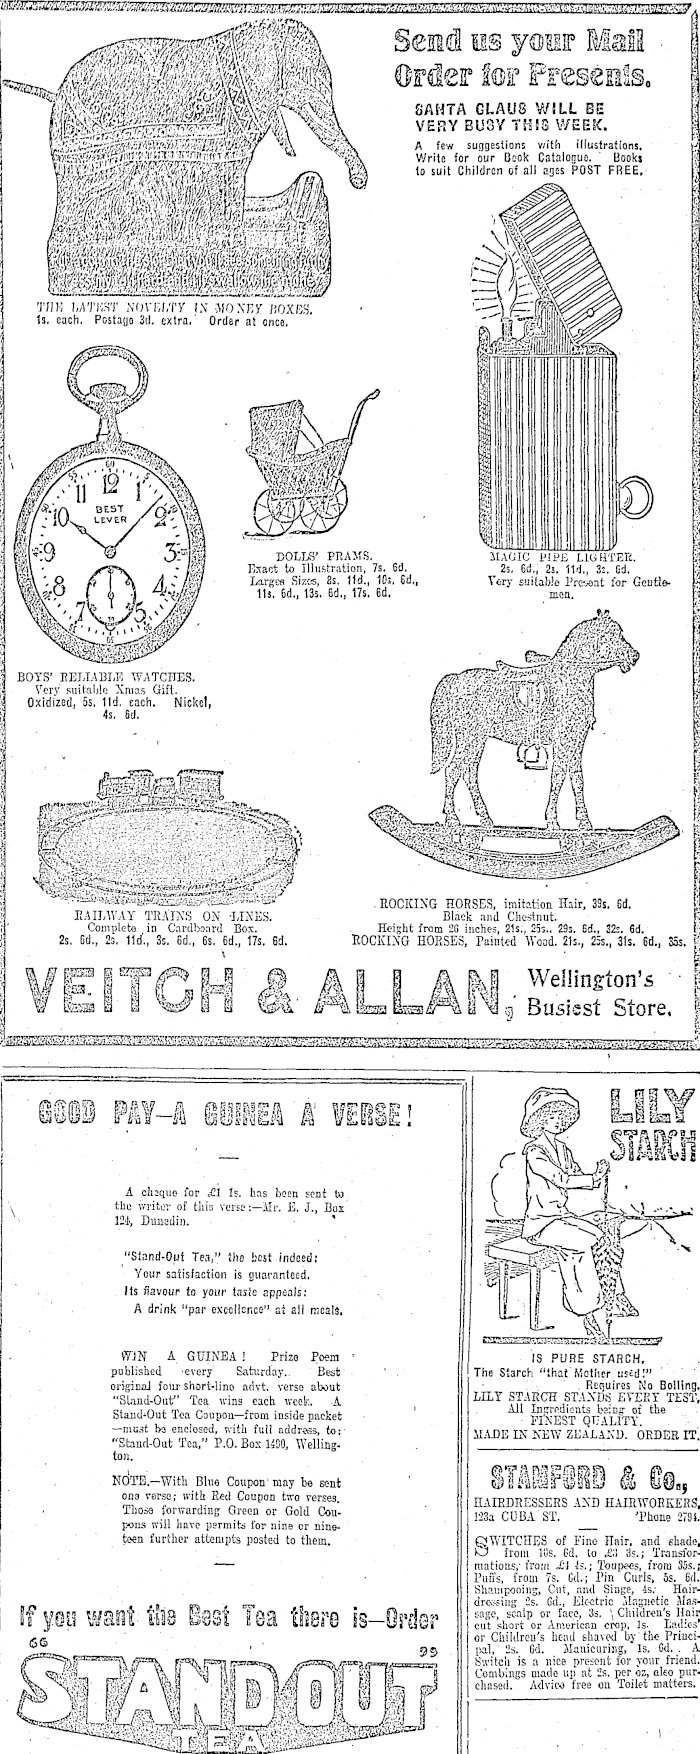 Send us your Mail
Order for Presents.
SANTA CLAUS WILL BE
VERY BUSY THIS WEEK.
A few suggestions with illustrations.
Write for our Book Catalogue. Books
to suit Children of all ages POST FREE.
THE LATEST NOVELTY IN MONEY BOXES.
1s. each. Postage 3d. extra. Order at once.
BEST
LEVER
DOLLS' PRAMS.
Exact to Illustration, 7s. 6d.
Larges Sizes, 8s. 11d., 10s. 6d.,
11s. 6d., 13s. 6d., 17s. 6d.
MAGIC PIPE LIGHTER.
2s. 6d., 2s. 11d., 3s. 6d.
Very suitable Present for Gentle-
men.
BOYS' RELIABLE WATCHES.
Very suitable Xmas Gift.
Oxidized, 5s. 11d. each. Nickel,
4s. 6d.
RAILWAY TRAINS ON LINES.
Complete in Cardboard Box.
2s. 6d., 2s. 11d., 3s. 6d., 6s. 6d., 17s. 6d.
ROCKING HORSES, imitation Hair, 39s. 6d.
Black and Chestnut.
Height from 26 inches, 21s., 25s., 29s. 6d., 32s. 6d.
ROCKING HORSES, Painted Wood. 21s., 25s., 31s. 6d., 35s.
VEITCH & ALLAN,
Wellington's
Busiest Store.
GOOD PAY—A GUINEA A VERSE!
A cheque for £1 1s. has been sent to
the writer of this verse:—Mr. E. J., Box
124, Dunedin.
"Stand-Out Tea," the best indeed:
Your satisfaction is guaranteed.
Its flavour to your taste appeals:
A drink "par excellence" at all meals.
WIN A GUINEA! Prize Poem
published every Saturday. Best
original four short-line advt. verse about
"Stand-Out" Tea wins each week. A
Stand-Out Tea Coupon—from inside packet
—must be enclosed, with full address, to:
"Stand-Out Tea," P.O. Box 1490, Welling-
ton.
NOTE.—With Blue Coupon may be sent
one verse; with Red Coupon two verses.
Those forwarding Green or Gold Cou-
pons will have permits for nine or nine-
teen further attempts posted to them.
If you want the Best Tea there is—Order
"STAND OUT"
TEA
LILY
STARCH
IS PURE STARCH.
The Starch "that Mother used!"
Requires No Boiling.
LILY STARCH STANDS EVERY TEST,
All Ingredients being of the
FINEST QUALITY.
MADE IN NEW ZEALAND. ORDER IT.
STAMFORD & Co.,
HAIRDRESSERS AND HAIRWORKERS,
123a CUBA ST. 'Phone 2794.
SWITCHES of Fine Hair, and shade,
from 10s. 6d. to £3 3s.; Transfor-
mations, from £4 4s.; Toupees, from 35s.;
Puffs, from 7s. 6d.; Pin Curls, 5s. 6d.
Shampooing, Cut, and Singe, 4s. Hair-
dressing 2s. 6d., Electric Magnetic Mas-
sage, scalp or face, 3s. Children's Hair
cut short or American crop, 1s. Ladies'
or Children's head shaved by the Princi-
pal, 2s. 6d. Manicuring, 1s. 6d. A
Switch is a nice present for your friend.
Combings made up at 2s. per oz, also pur-
chased. Advice free on Toilet matters.